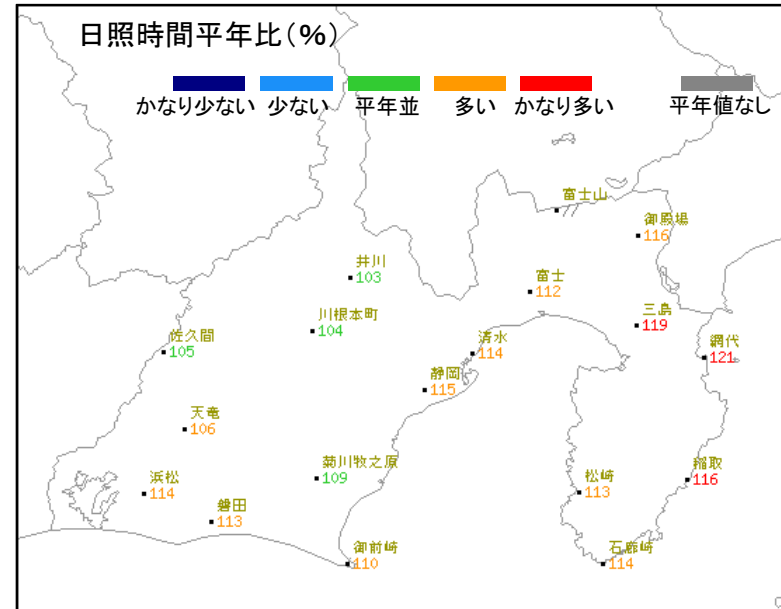 日照時間平年比(%)
かなり少ない 少ない 平年並 多い かなり多い 平年値なし
富士山
御殿場
116
井川
103
富士
112
川根本町
104
三島
119
佐久間
105
清水
114
網代
121
静岡
115
天竜
106
菊川牧之原
109
浜松
114
松崎
113
稲取
116
磐田
113
御前崎
110
石廊崎
114